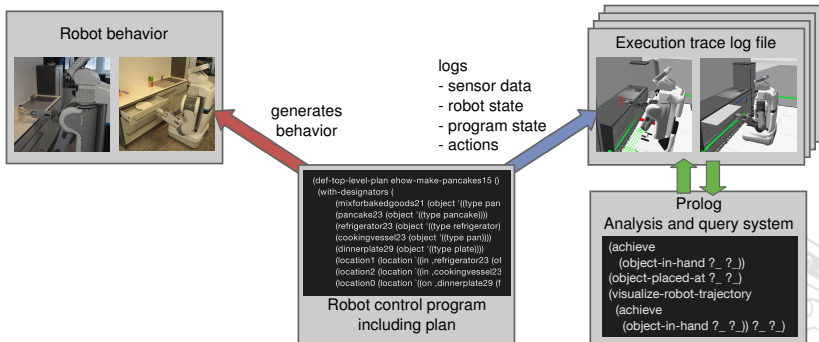 Robot behavior
generates
behavior
logs
- sensor data
- robot state
- program state
- actions
Execution trace log file
(def-top-level-plan ehow-make-pancakes15 ()
(with-designators (
(mixforbakedgoods21 (object '((type pan
(pancake23 (object '((type pancake))))
(refrigerator23 (object '((type refrigerator)
(cookingvessel23 (object '((type pan))))
(dinnerplate29 (object '((type plate))))
(location1 (location `((in ,refrigerator23 (of
(location2 (location `((in ,cookingvessel23
(location0 (location `((on ,dinnerplate29 (f
Robot control program
including plan
Prolog
Analysis and query system
(achieve
(object-in-hand ?_ ?_))
(object-placed-at ?_ ?_)
(visualize-robot-trajectory
(achieve
(object-in-hand ?_ ?_)) ?_ ?_)